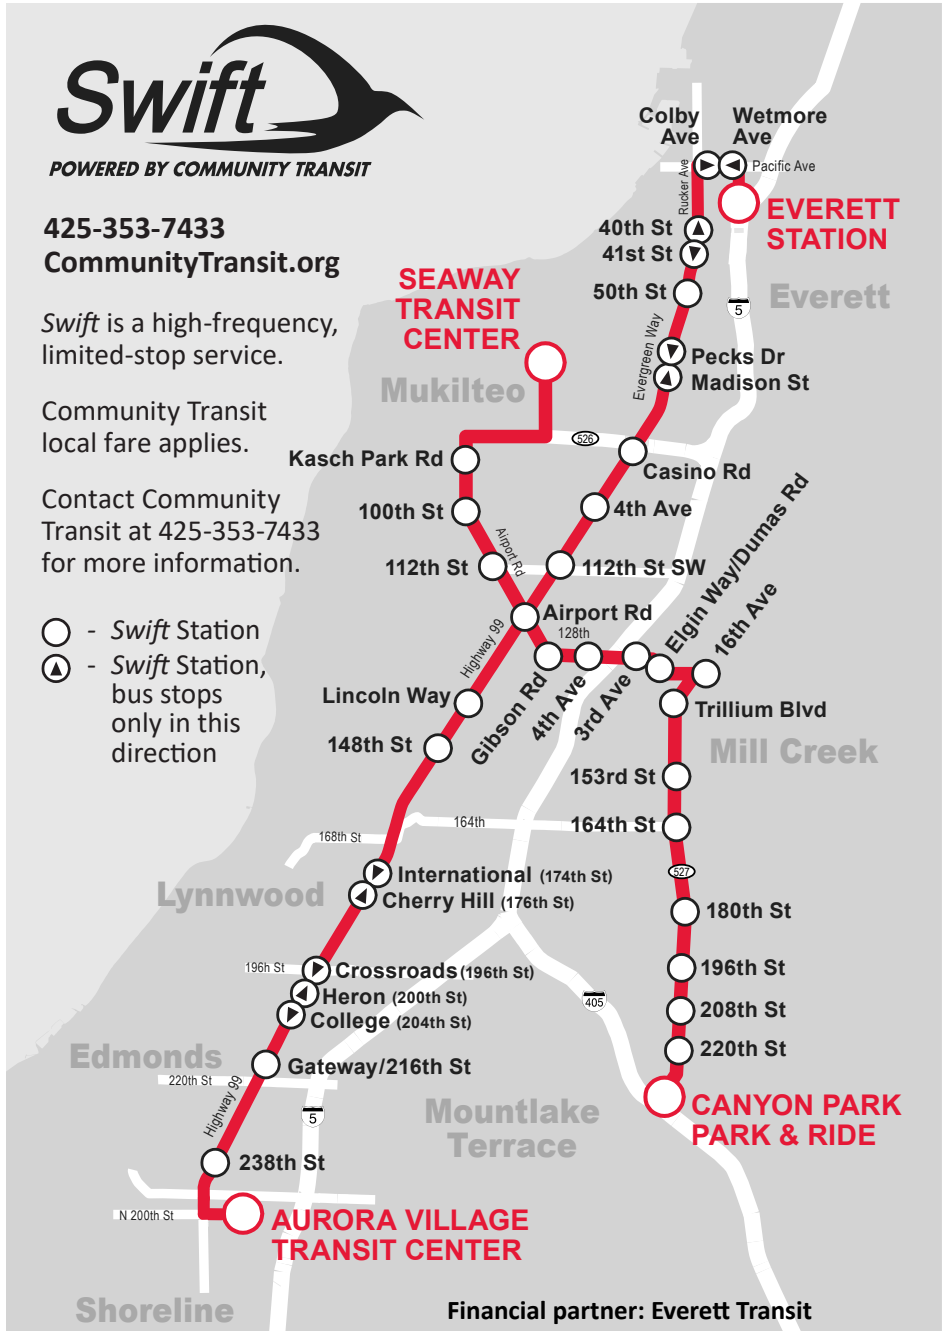 Swift
POWERED BY COMMUNITY TRANSIT
425-353-7433
CommunityTransit.org
Swift is a high-frequency,
limited-stop service.
Community Transit
local fare applies.
Contact Community
Transit at 425-353-7433
for more information.
- Swift Station
- Swift Station,
bus stops
only in this
direction
Colby
Ave
Wetmore
Ave
Pacific Ave
Rucker Ave
EVERETT
STATION
40th St
41st St
50th St
Everett
5
SEAWAY
TRANSIT
CENTER
Mukilteo
Evergreen Way
Pecks Dr
Madison St
526
Kasch Park Rd
Casino Rd
100th St
4th Ave
Airport Rd
112th St
112th St SW
Airport Rd
128th
Highway 99
Elgin Way/Dumas Rd
16th Ave
Gibson Rd
4th Ave
3rd Ave
Lincoln Way
Trillium Blvd
148th St
Mill Creek
153rd St
164th St
164th
168th St
527
International (174th St)
Cherry Hill (176th St)
Lynnwood
180th St
196h St
Crossroads (196th St)
196th St
Heron (200th St)
405
208th St
College (204th St)
220th St
Edmonds
Gateway/216th St
220th St
Highway 99
5
Mountlake
Terrace
CANYON PARK
PARK & RIDE
238th St
N 200th St
AURORA VILLAGE
TRANSIT CENTER
Shoreline
Financial partner: Everett Transit